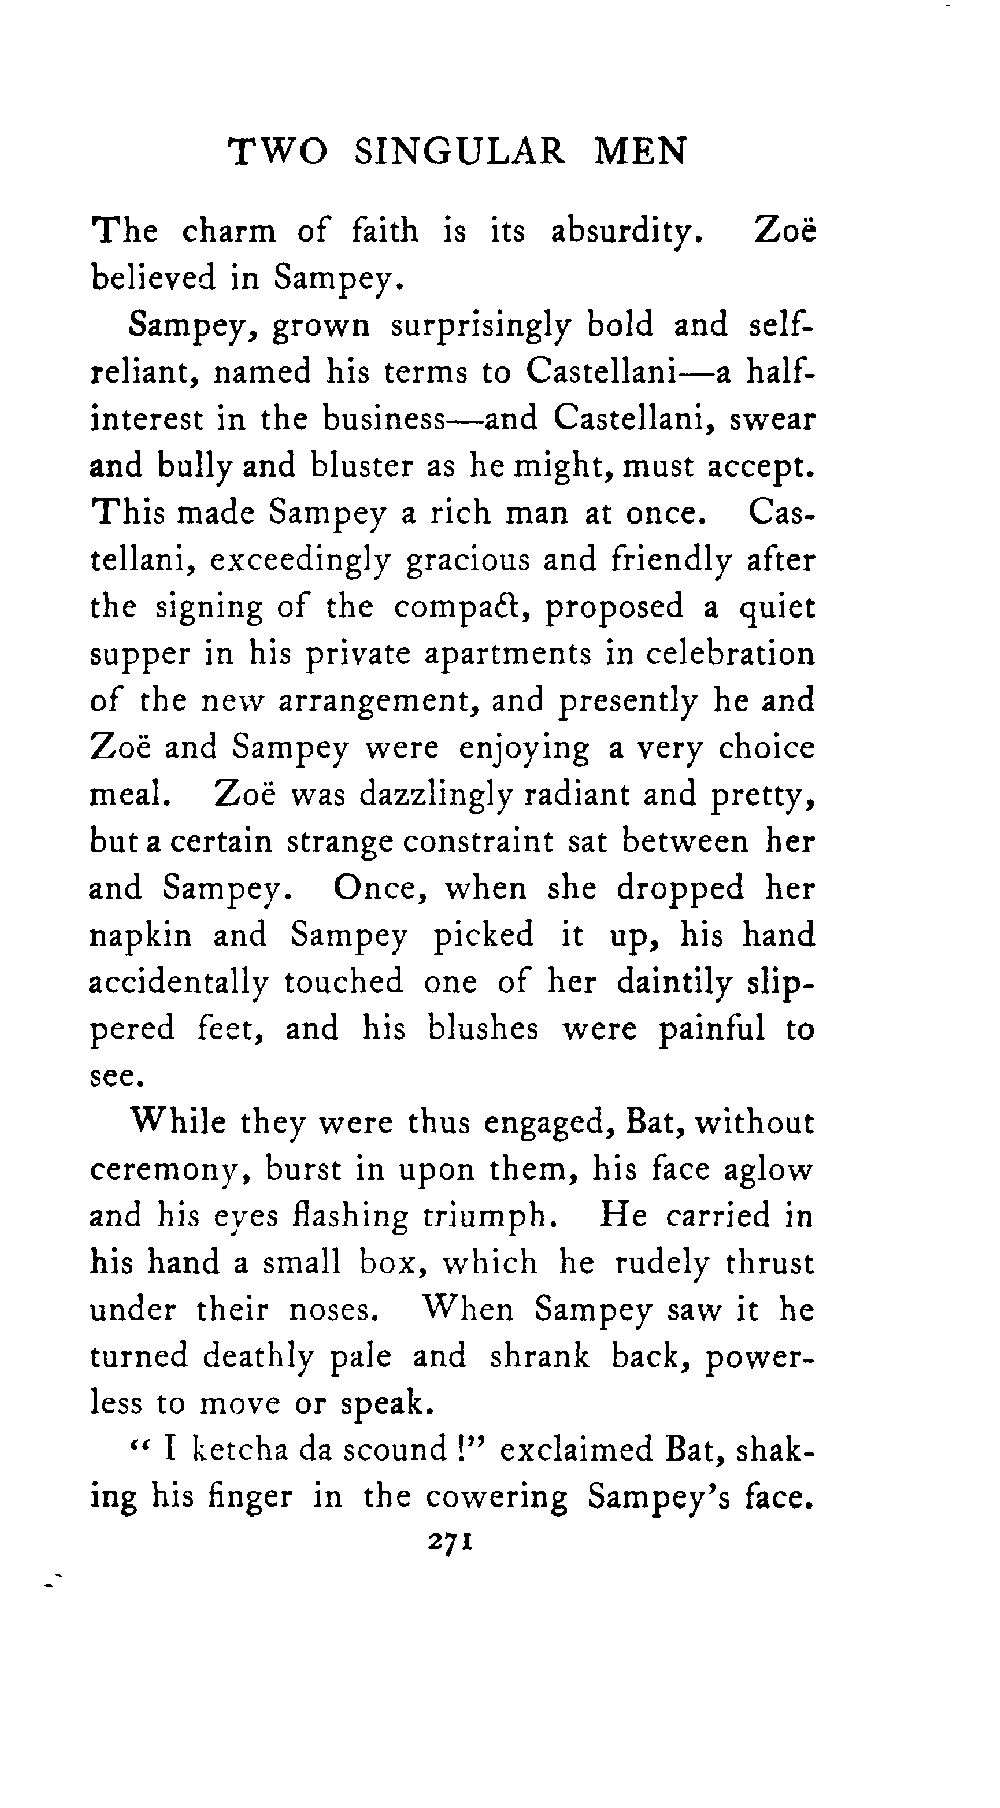 TWO SINGULAR MEN
The charm of faith is its absurdity. Zoë
believed in Sampey.
Sampey, grown surprisingly bold and self-
reliant, named his terms to Castellani—a half-
interest in the business—and Castellani, swear
and bully and bluster as he might, must accept.
This made Sampey a rich man at once. Cas-
tellani, exceedingly gracious and friendly after
the signing of the compact, proposed a quiet
supper in his private apartments in celebration
of the new arrangement, and presently he and
Zoë and Sampey were enjoying a very choice
meal. Zoë was dazzlingly radiant and pretty,
but a certain strange constraint sat between her
and Sampey. Once, when she dropped her
napkin and Sampey picked it up, his hand
accidentally touched one of her daintily slip-
pered feet, and his blushes were painful to
see.
While they were thus engaged, Bat, without
ceremony, burst in upon them, his face aglow
and his eyes flashing triumph. He carried in
his hand a small box, which he rudely thrust
under their noses. When Sampey saw it he
turned deathly pale and shrank back, power-
less to move or speak.
“ I ketcha da scound !” exclaimed Bat, shak-
ing his finger in the cowering Sampey’s face.
271